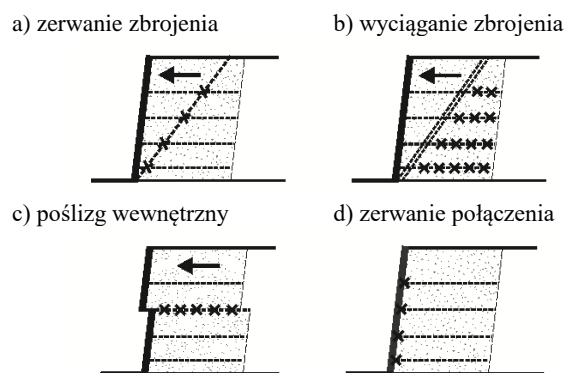 a) zerwanie zbrojenia
b) wyciąganie zbrojenia
c) poślizg wewnętrzny
d) zerwanie połączenia